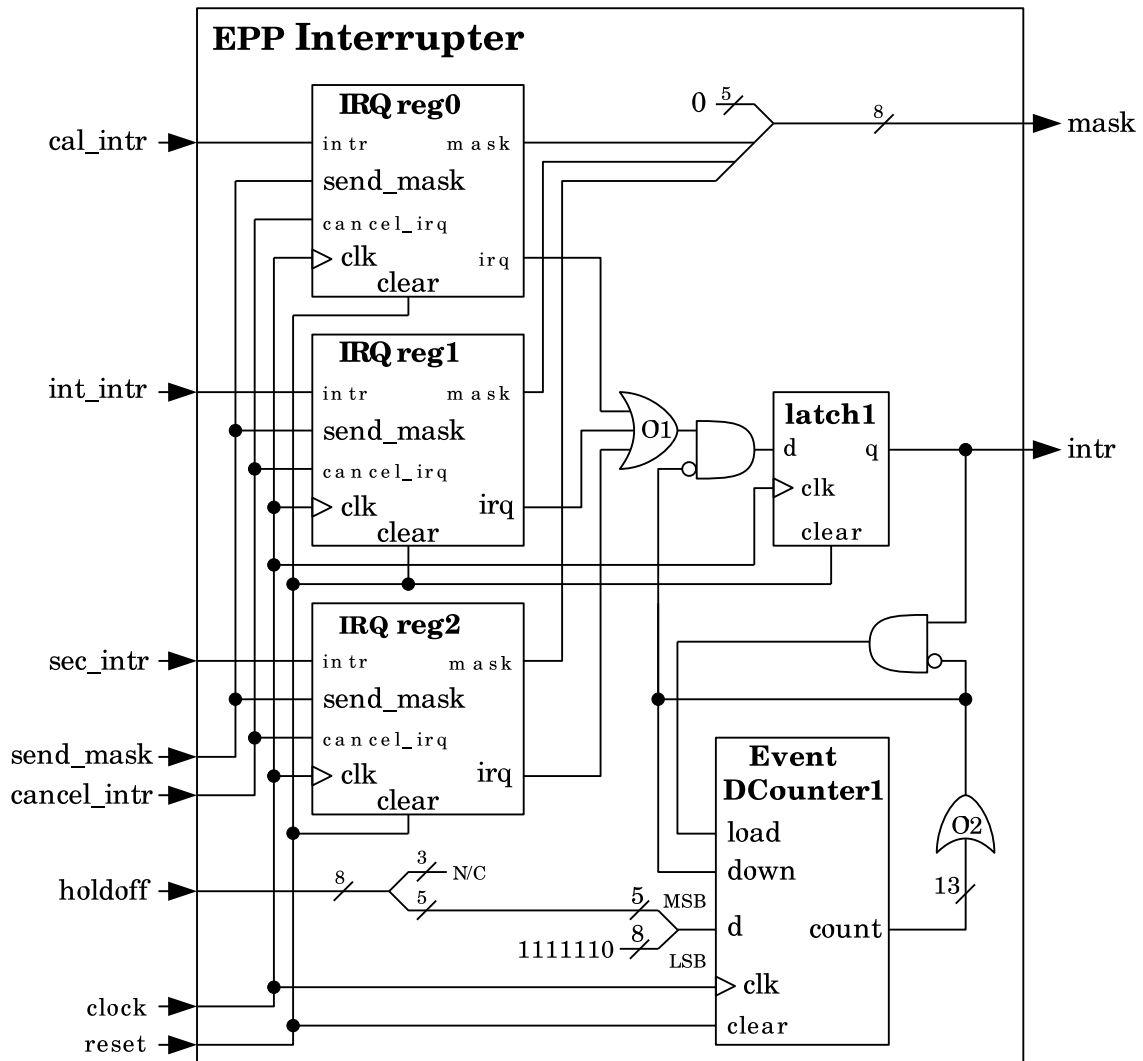 EPP Interrupter
IRQ reg0
cal_intr
intr
mask
send_mask
cancel_irq
clk
irq
clear
0
5
8
mask
IRQ reg1
int_intr
intr
mask
send_mask
cancel_irq
clk
irq
clear
O1
latch1
d
q
clk
clear
intr
IRQ reg2
sec_intr
intr
mask
send_mask
cancel_irq
clk
irq
clear
send_mask
cancel_intr
holdoff
8
3
N/C
5
5
MSB
1111110
8
LSB
Event
DCounter1
load
down
d
count
clk
clear
O2
13
clock
reset